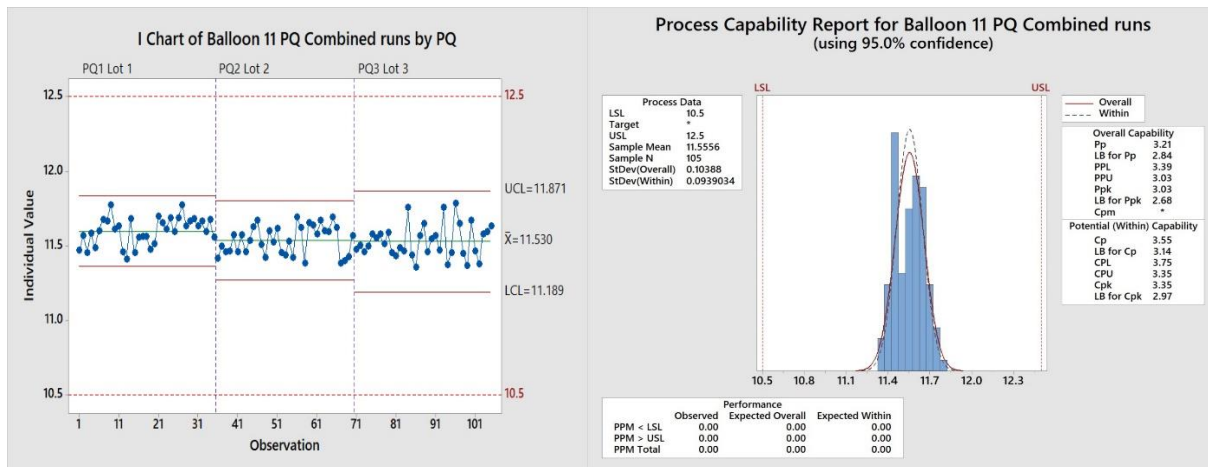 I Chart of Balloon 11 PQ Combined runs by PQ
PQ1 Lot 1 PQ2 Lot 2 PQ3 Lot 3
12.5 12.5
12.0
UCL=11.871
11.5 X̄=11.530
LCL=11.189
11.0
10.5 10.5
Individual Value
1 11 21 31 41 51 61 71 81 91 101
Observation
Process Capability Report for Balloon 11 PQ Combined runs
(using 95.0% confidence)
LSL USL
Process Data
LSL 10.5
Target *
USL 12.5
Sample Mean 11.5556
Sample N 105
StDev(Overall) 0.10388
StDev(Within) 0.0939034
Overall
Within
Overall Capability
Pp 3.21
LB for Pp 2.84
PPL 3.39
PPU 3.03
Ppk 3.03
LB for Ppk 2.68
Cpm *
Potential (Within) Capability
Cp 3.55
LB for Cp 3.14
CPL 3.75
CPU 3.35
Cpk 3.35
LB for Cpk 2.97
10.5 10.8 11.1 11.4 11.7 12.0 12.3
Performance
Observed Expected Overall Expected Within
PPM < LSL 0.00 0.00 0.00
PPM > USL 0.00 0.00 0.00
PPM Total 0.00 0.00 0.00